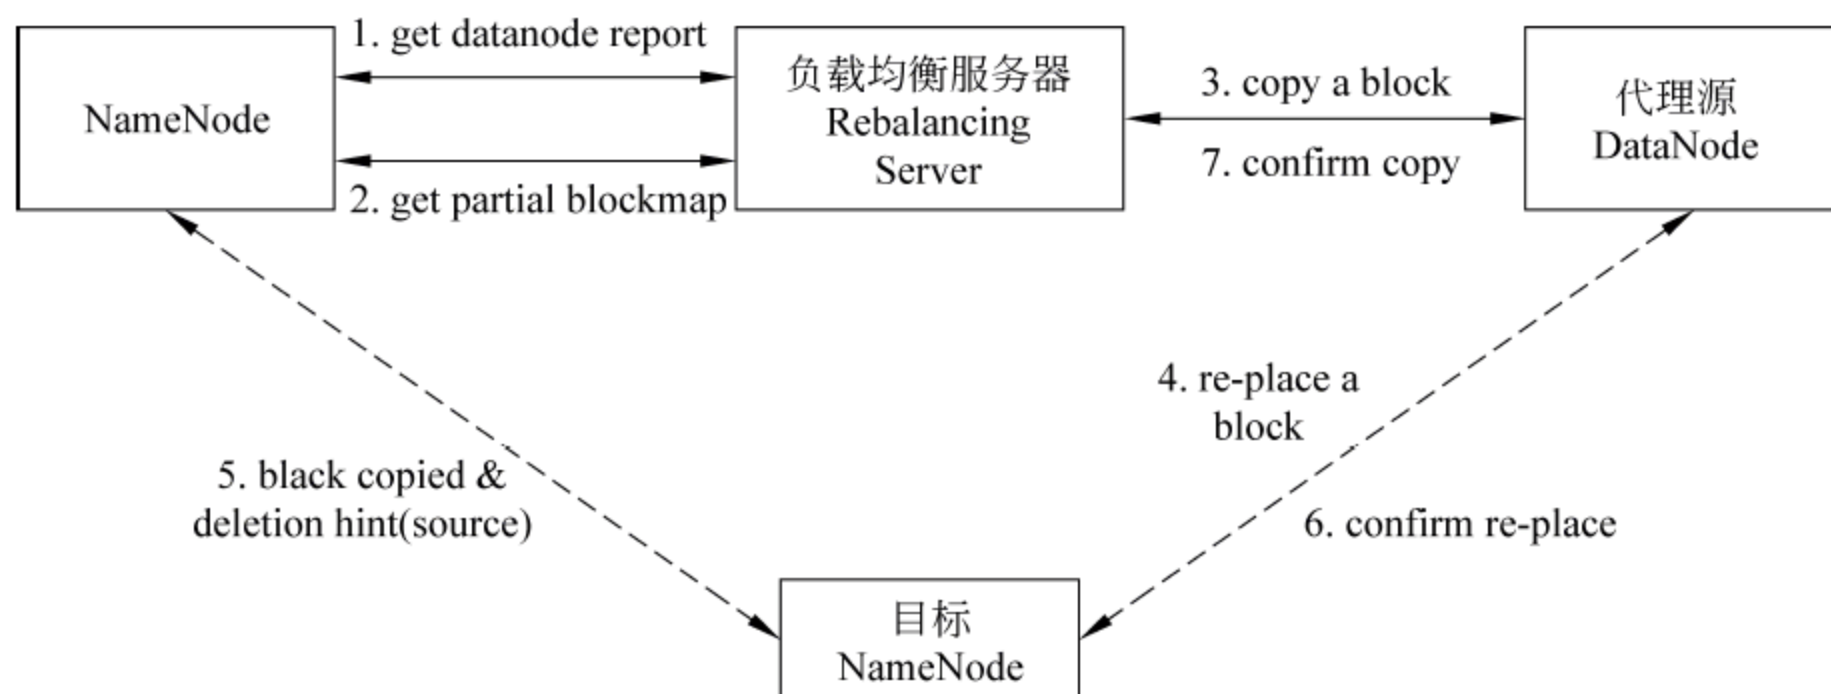 1. get datanode report
NameNode
2. get partial blockmap
负载均衡服务器
Rebalancing
Server
3. copy a block
7. confirm copy
代理源
DataNode
4. re-place a
block
5. black copied &
deletion hint(source)
6. confirm re-place
目标
NameNode